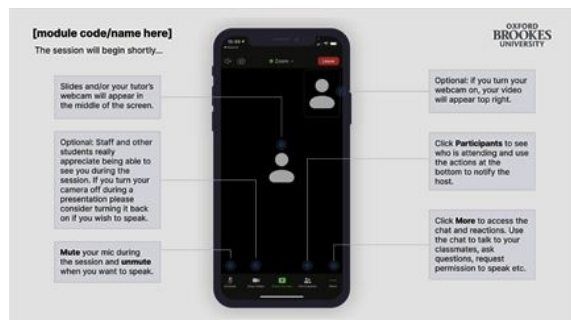 [module code/name here]
The session will begin shortly...
OXFORD
BROOKES
UNIVERSITY
Slides and/or your tutor's
webcam will appear in
the middle of the screen.
Optional: Staff and other
students really
appreciate being able to
see you during the
session. If you turn your
camera off during a
presentation please
consider turning it back
on if you wish to speak.
Mute your mic during
the session and unmute
when you want to speak.
Zoom
Optional: if you turn your
webcam on, your video
will appear top right.
Click Participants to see
who is attending and use
the actions at the
bottom to notify the
host.
Click More to access the
chat and reactions. Use
the chat to talk to your
classmates, ask
questions, request
permission to speak etc.